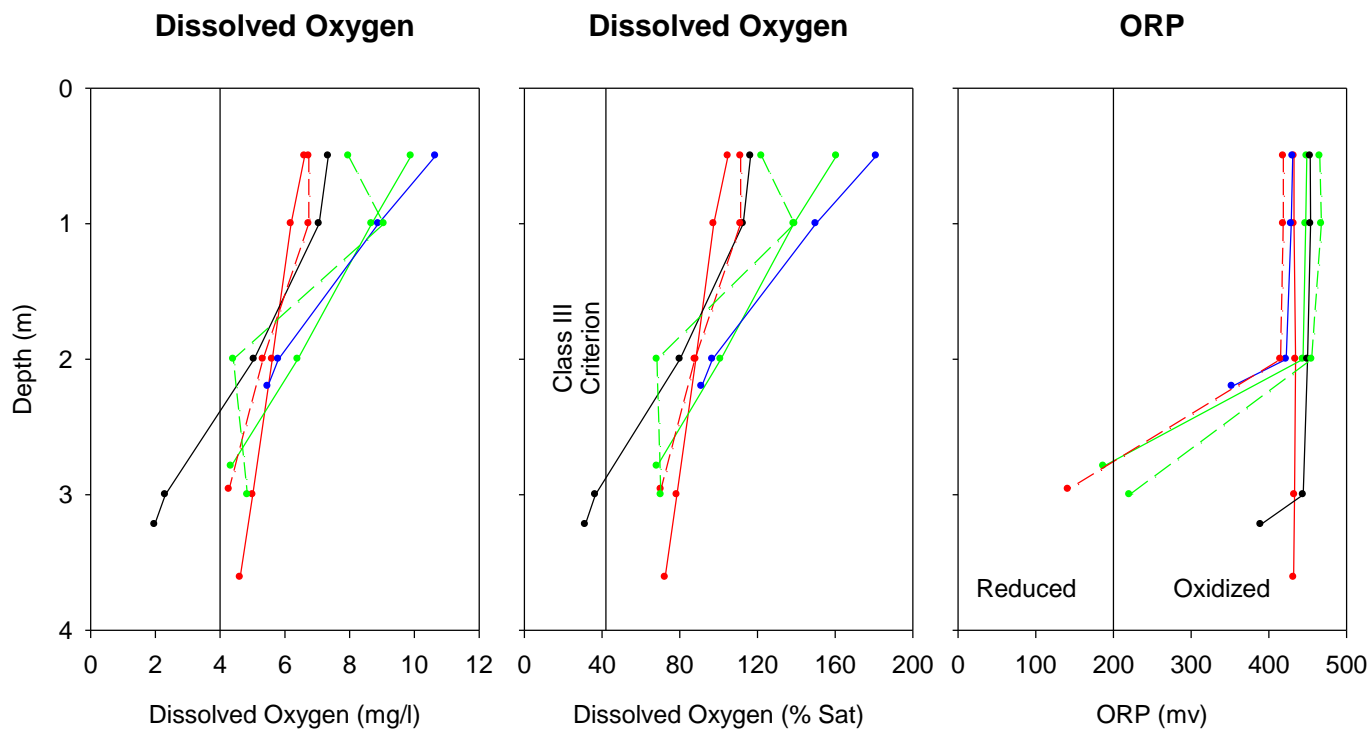 Dissolved Oxygen
Dissolved Oxygen
ORP
0
1
2
3
4
Depth (m)
Class III
Criterion
Reduced
Oxidized
0 2 4 6 8 10 12
0 40 80 120 160 200
0 100 200 300 400 500
Dissolved Oxygen (mg/l)
Dissolved Oxygen (% Sat)
ORP (mv)